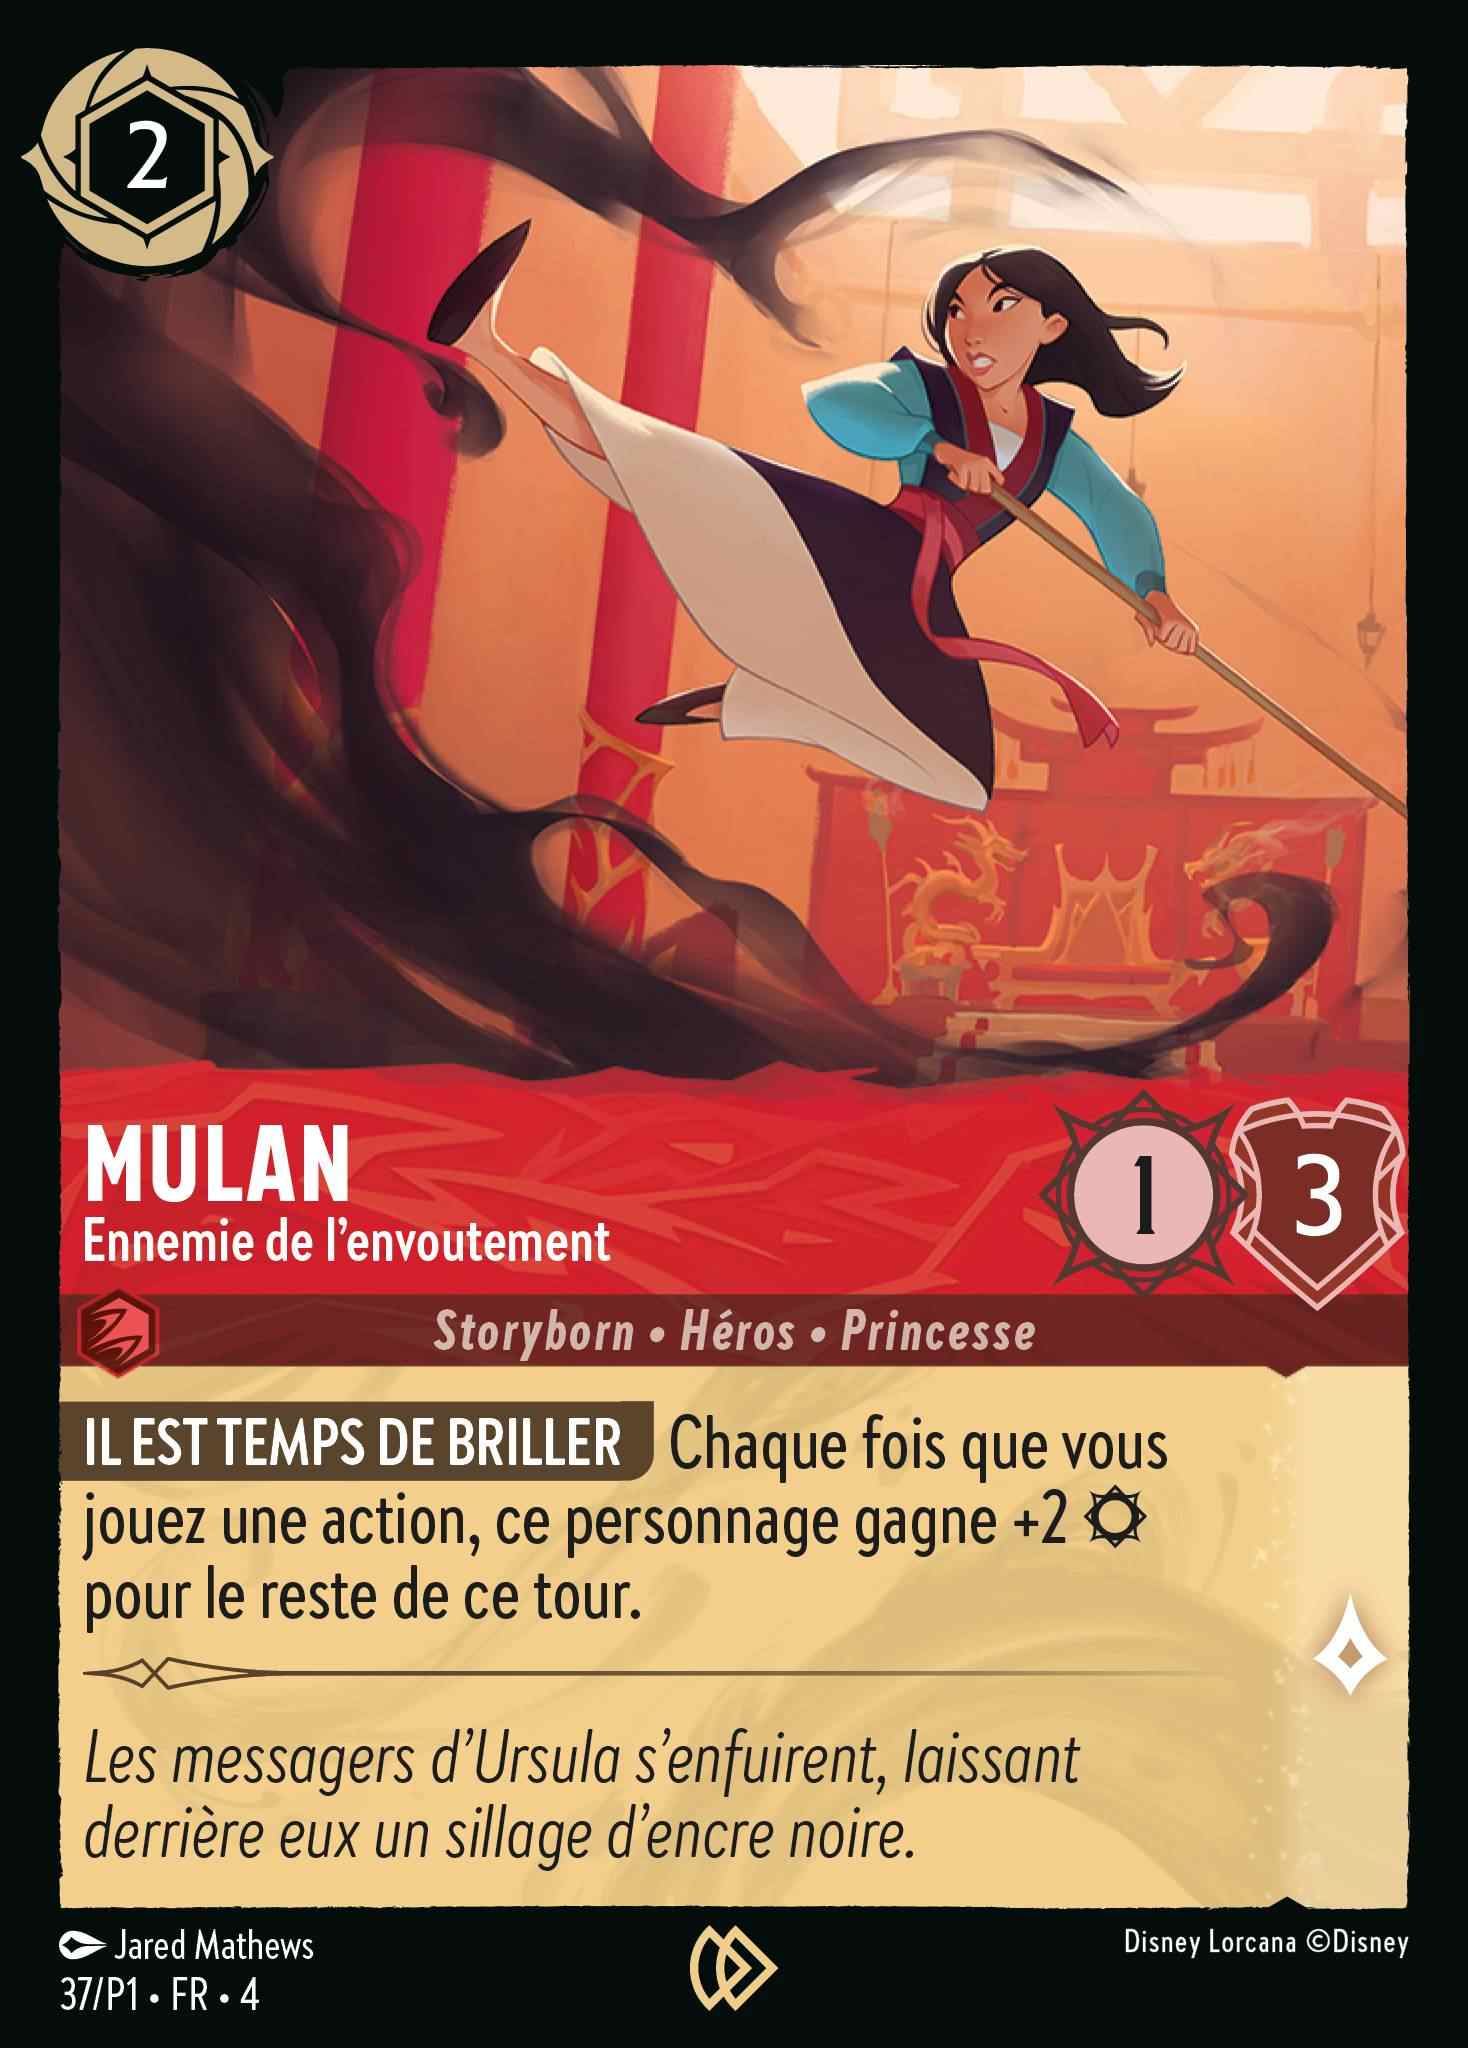 2
MULAN
Ennemie de l'envoutement
1
3
Storyborn • Héros • Princesse
IL EST TEMPS DE BRILLER Chaque fois que vous
jouez une action, ce personnage gagne +2
pour le reste de ce tour.
Les messagers d'Ursula s'enfuirent, laissant
derrière eux un sillage d'encre noire.
Jared Mathews
37/P1 • FR • 4
Disney Lorcana ©Disney